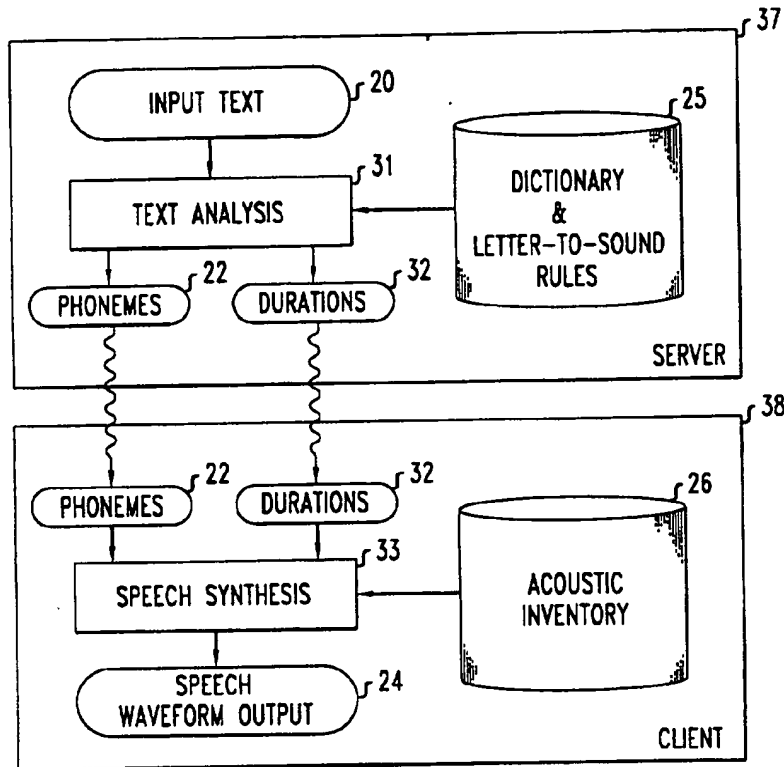 37
INPUT TEXT
20
25
31
TEXT ANALYSIS
DICTIONARY
&
LETTER-TO-SOUND
RULES
22
32
PHONEMES
DURATIONS
SERVER
38
22
32
PHONEMES
DURATIONS
26
33
SPEECH SYNTHESIS
ACOUSTIC
INVENTORY
24
SPEECH
WAVEFORM OUTPUT
CLIENT